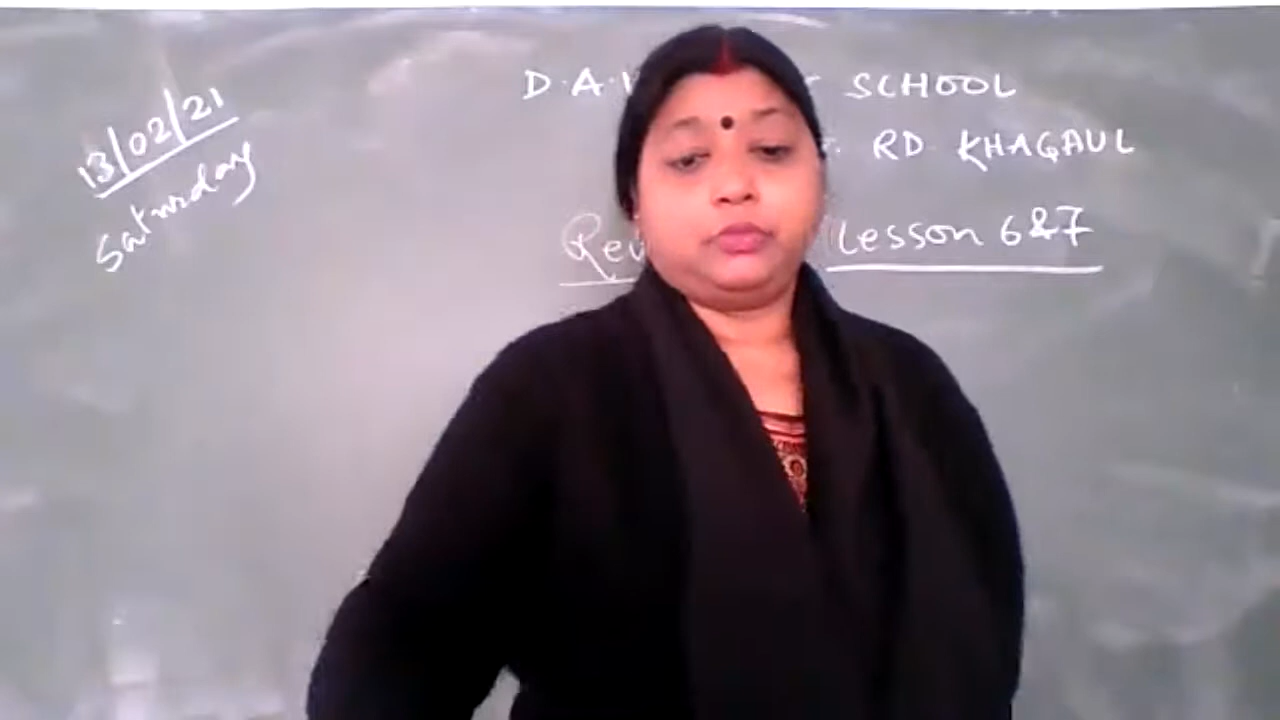 13/02/21
Saturday
D.A. SCHOOL
RD KHAGAUL
Lesson 6&7